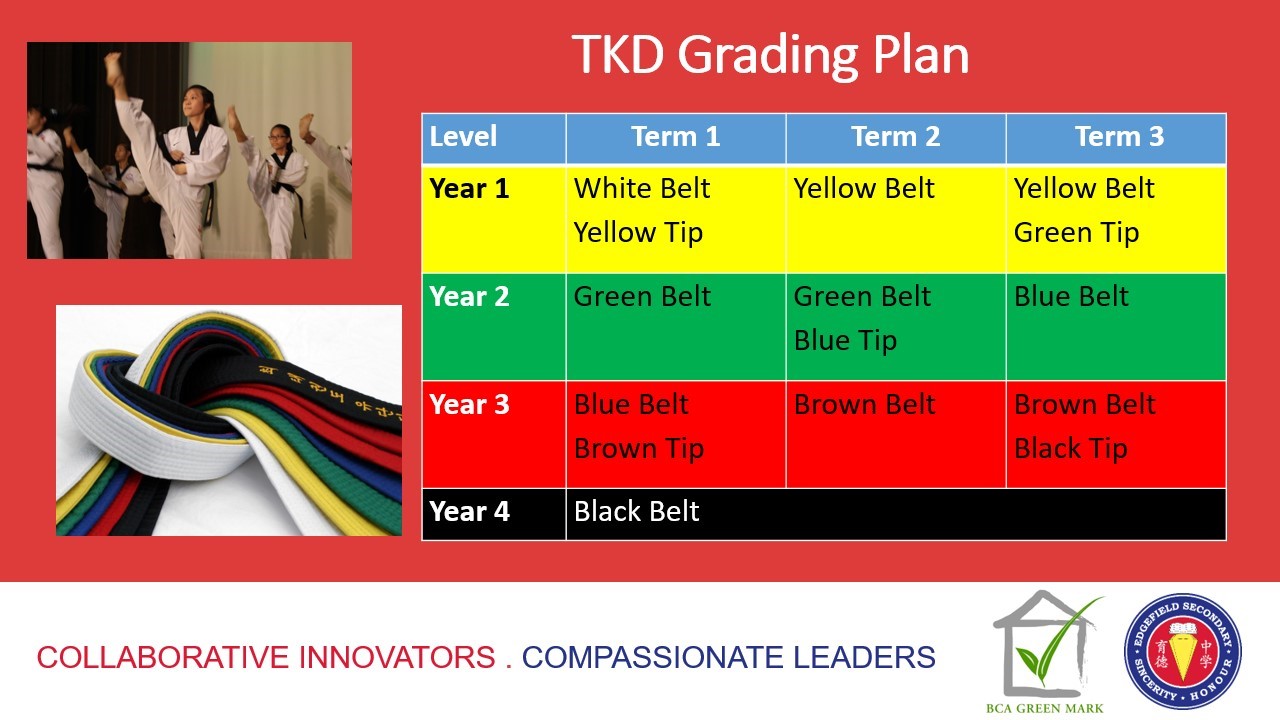 TKD Grading Plan
Level Term 1 Term 2 Term 3
Year 1 White Belt Yellow Belt Yellow Belt
Yellow Tip Green Tip
Year 2 Green Belt Green Belt Blue Belt
Blue Tip
Year 3 Blue Belt Brown Belt Brown Belt
Brown Tip Black Tip
Year 4 Black Belt
COLLABORATIVE INNOVATORS . COMPASSIONATE LEADERS
BCA GREEN MARK
EDGEFIELD SECONDARY
育德 中学
SINCERITY • HONOUR